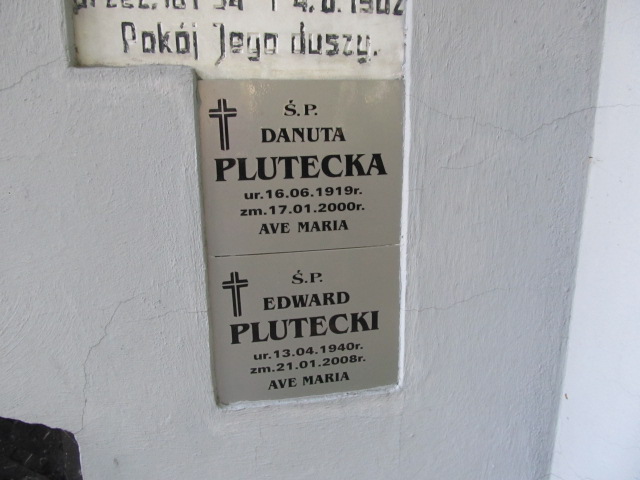 Pokój Jego duszy.
Ś.P.
DANUTA
PLUTECKA
ur.16.06.1919r.
zm.17.01.2000r.
AVE MARIA
Ś.P.
EDWARD
PLUTECKI
ur.13.04.1940r.
zm.21.01.2008r.
AVE MARIA